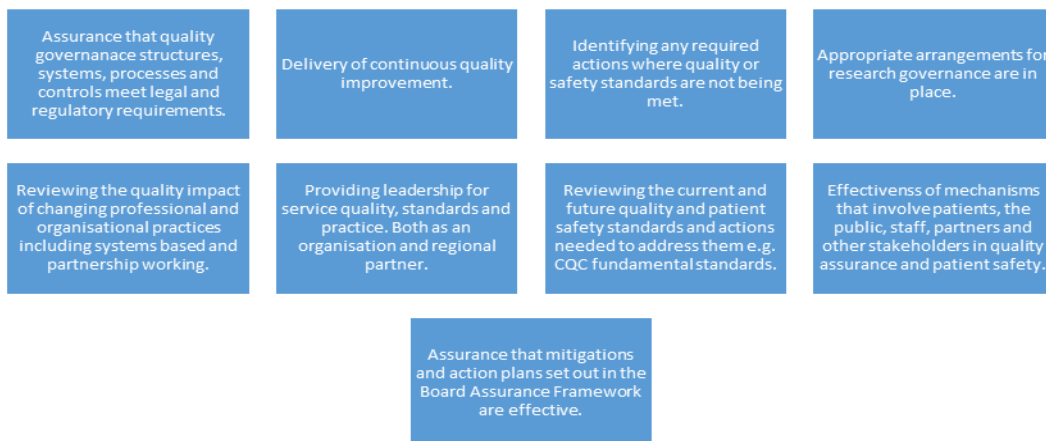 Assurance that quality
governanace structures,
systems, processes and
controls meet legal and
regulatory requirements.
Delivery of continuous quality
improvement.
Identifying any required
actions where quality or
safety standards are not being
met.
Appropriate arrangements for
research governance are in
place.
Reviewing the quality impact
of changing professional and
organisational practices
including systems based and
partnership working.
Providing leadership for
service quality, standards and
practice. Both as an
organisation and regional
partner.
Reviewing the current and
future quality and patient
safety standards and actions
needed to address them e.g.
CQC fundamental standards.
Effectivenss of mechanisms
that involve patients, the
public, staff, partners and
other stakeholders in quality
assurance and patient safety.
Assurance that mitigations
and action plans set out in the
Board Assurance Framework
are effective.